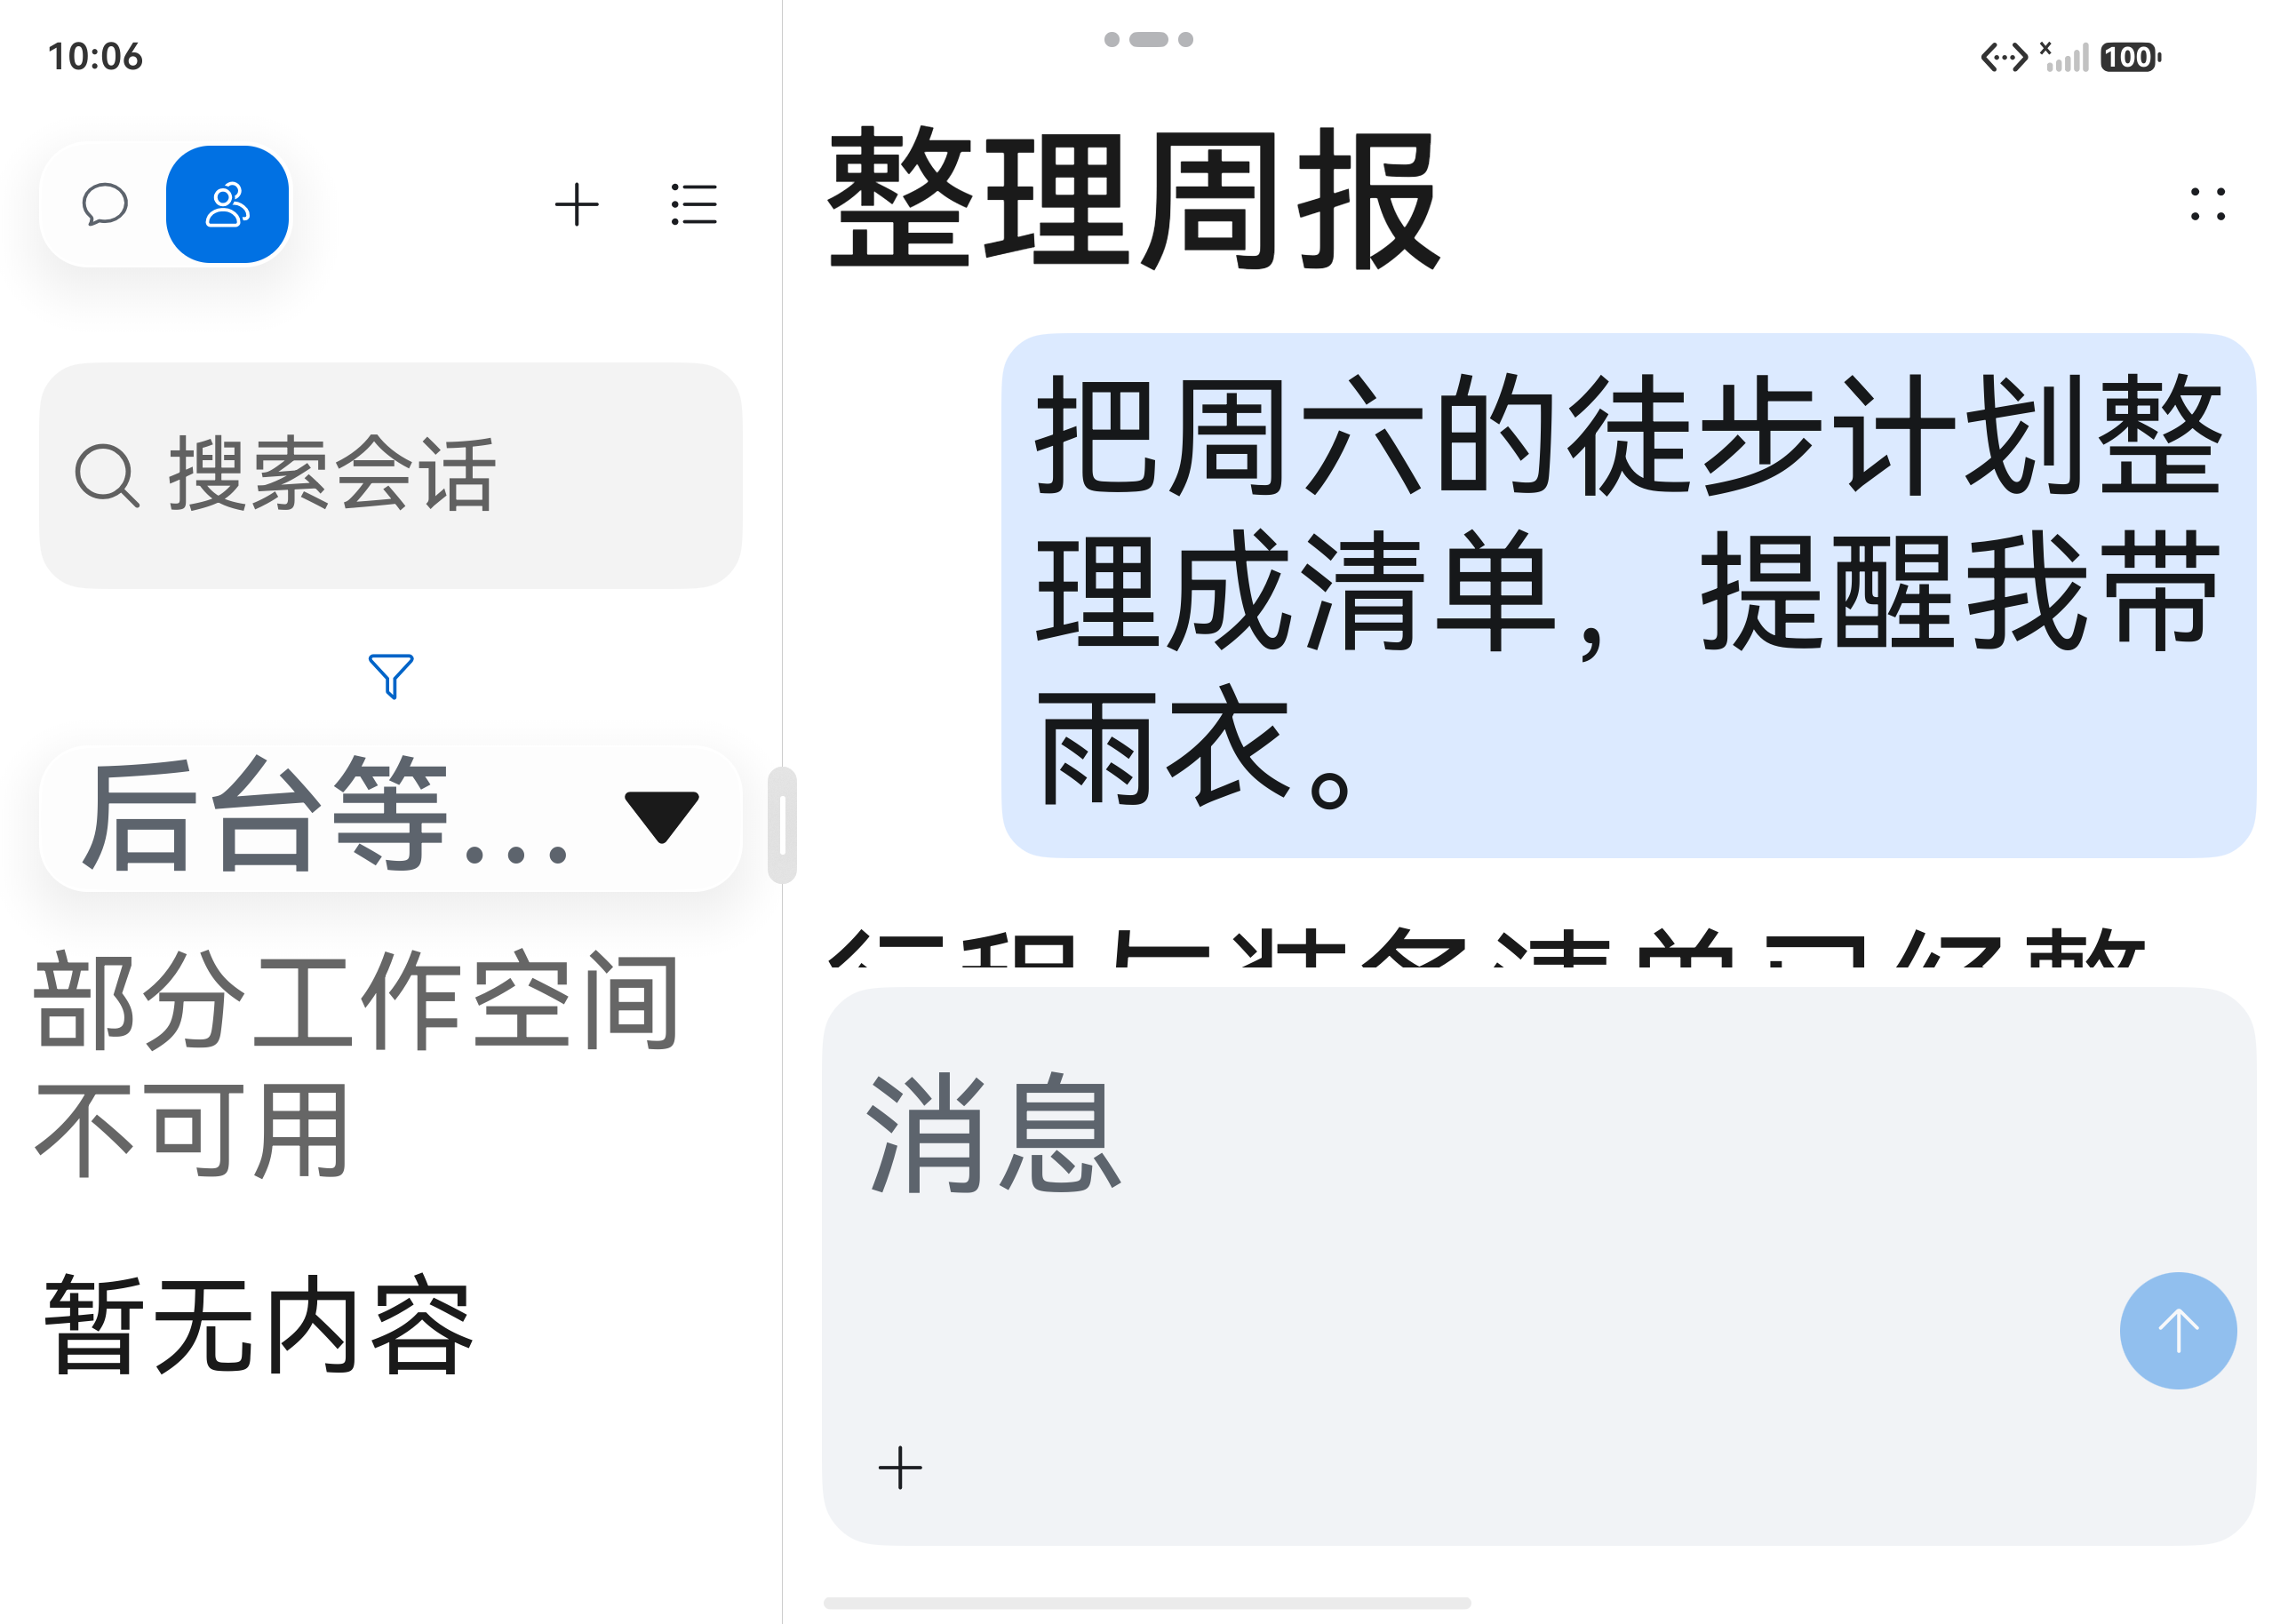 10:06
100
搜索会话
后台等...
部分工作空间
不可用
暂无内容
整理周报
把周六的徒步计划整
理成清单，提醒我带
雨衣。
消息